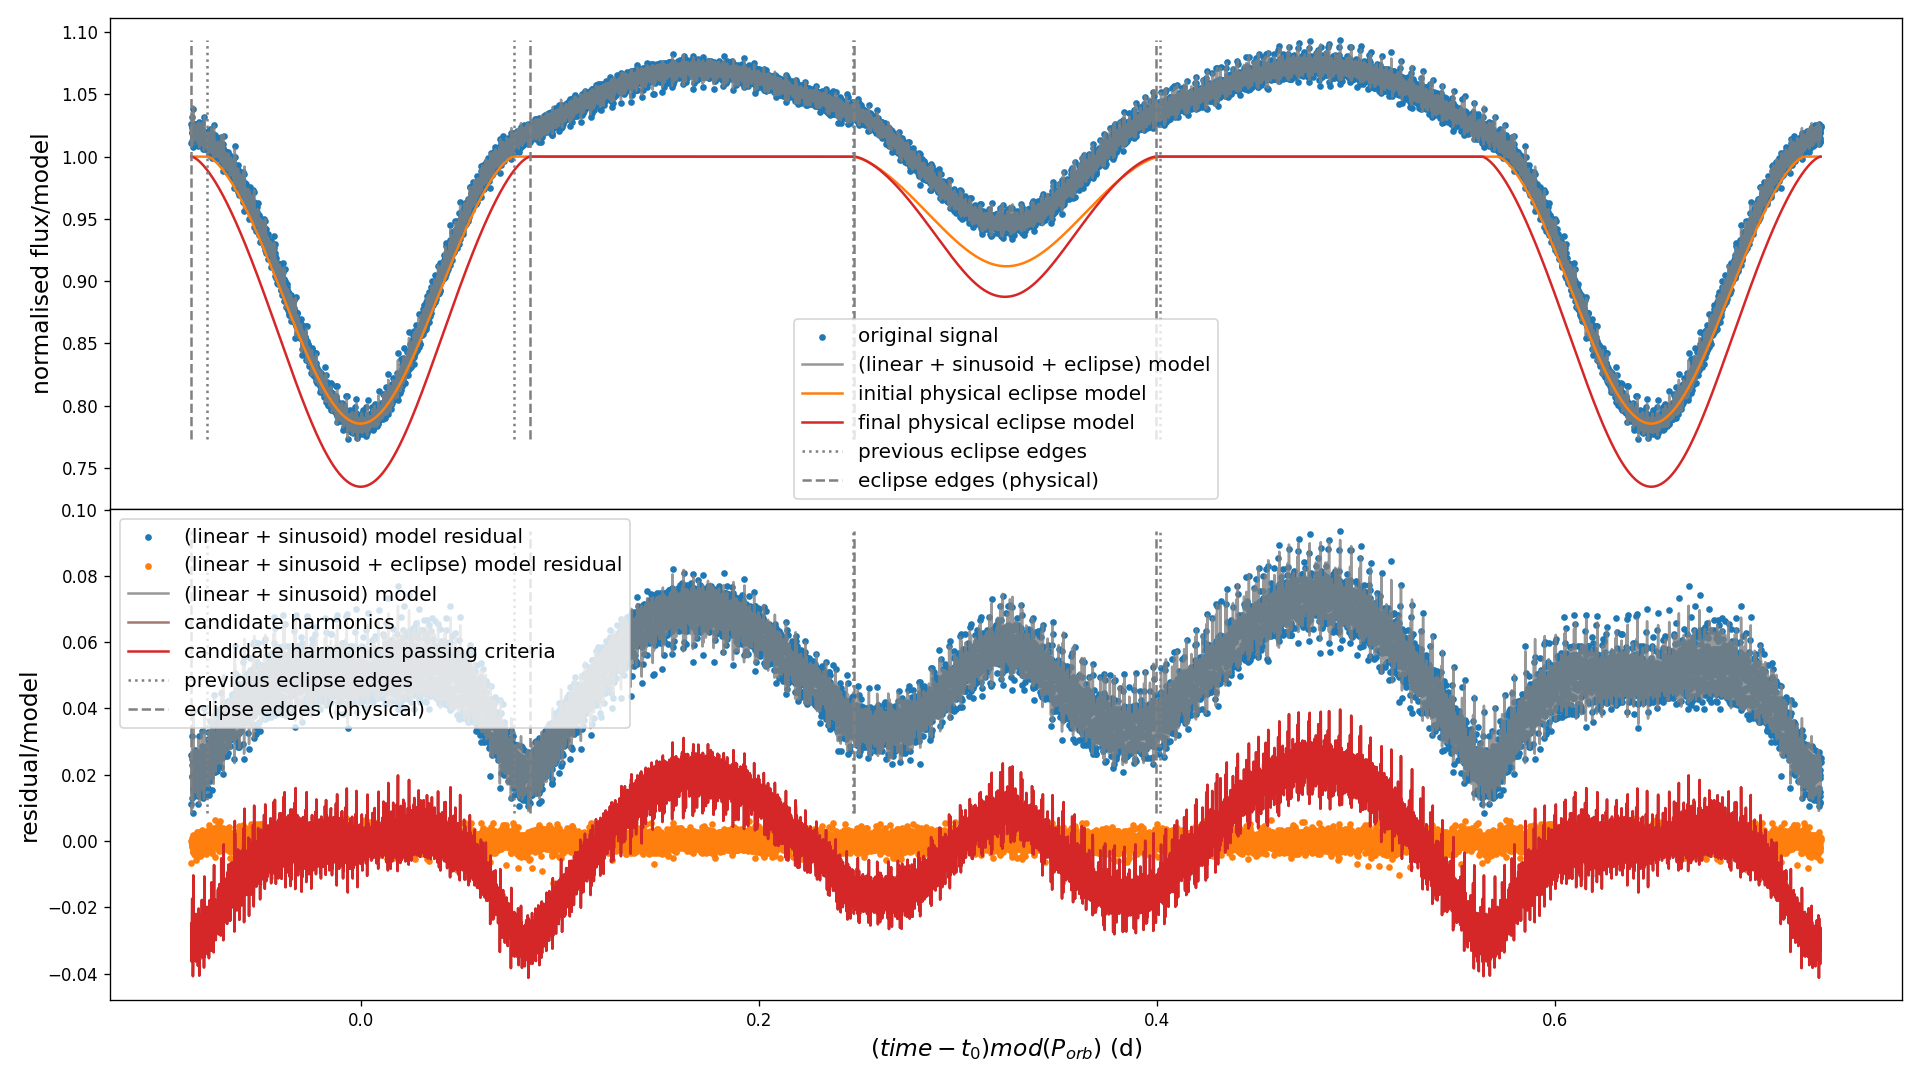 normalised flux/model
1.10
1.05
1.00
0.95
0.90
0.85
0.80
0.75
original signal
(linear + sinusoid + eclipse) model
initial physical eclipse model
final physical eclipse model
previous eclipse edges
eclipse edges (physical)
residual/model
0.10
0.08
0.06
0.04
0.02
0.00
−0.02
−0.04
(linear + sinusoid) model residual
(linear + sinusoid + eclipse) model residual
(linear + sinusoid) model
candidate harmonics
candidate harmonics passing criteria
previous eclipse edges
eclipse edges (physical)
0.0 0.2 0.4 0.6
(time − t₀)mod(Pₒᵣb) (d)